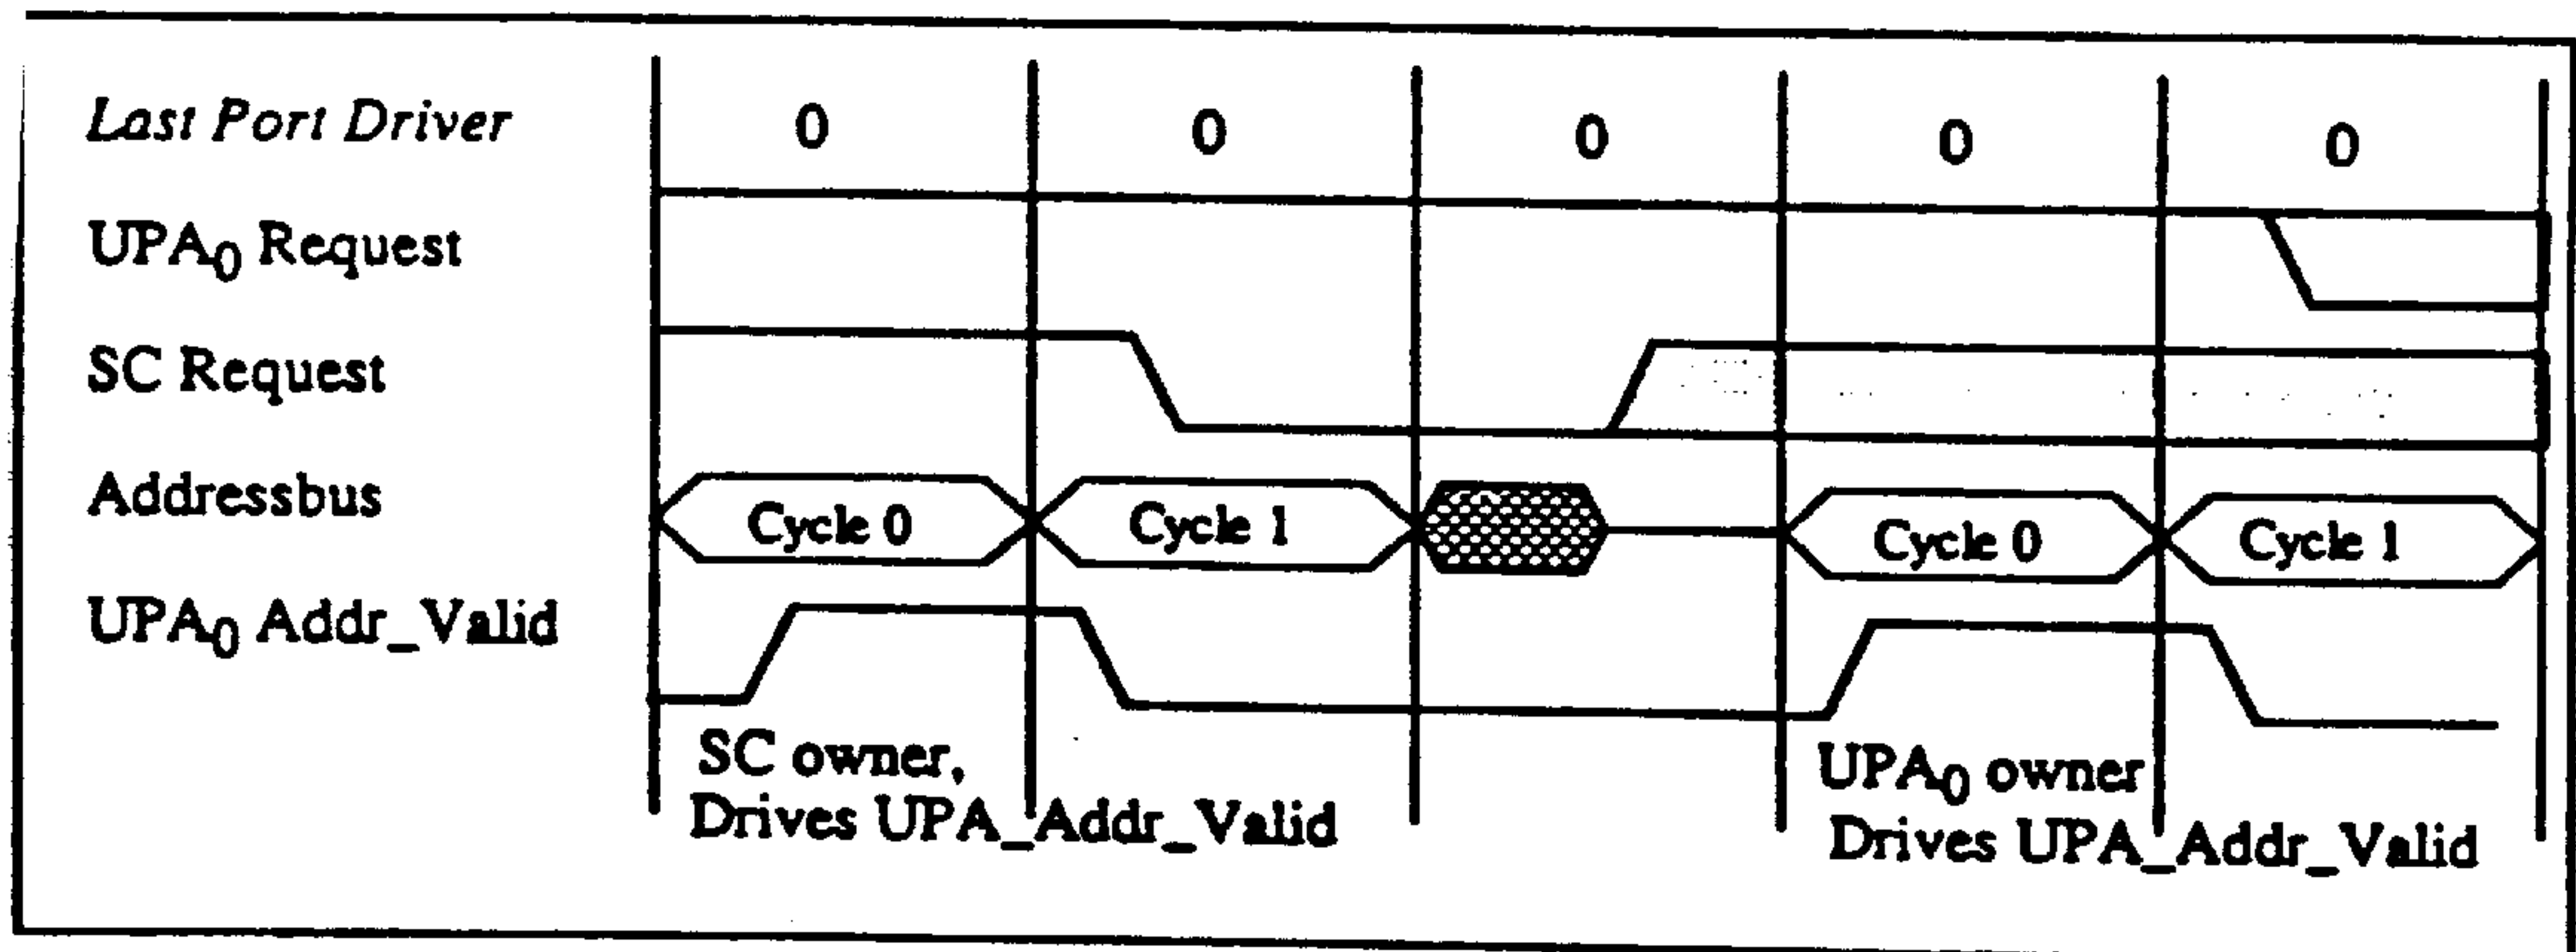 Last Port Driver 0 0 0 0 0
UPA0 Request
SC Request
Addressbus Cycle 0 Cycle 1 Cycle 0 Cycle 1
UPA0 Addr_Valid
SC owner,
Drives UPA_Addr_Valid
UPA0 owner
Drives UPA_Addr_Valid